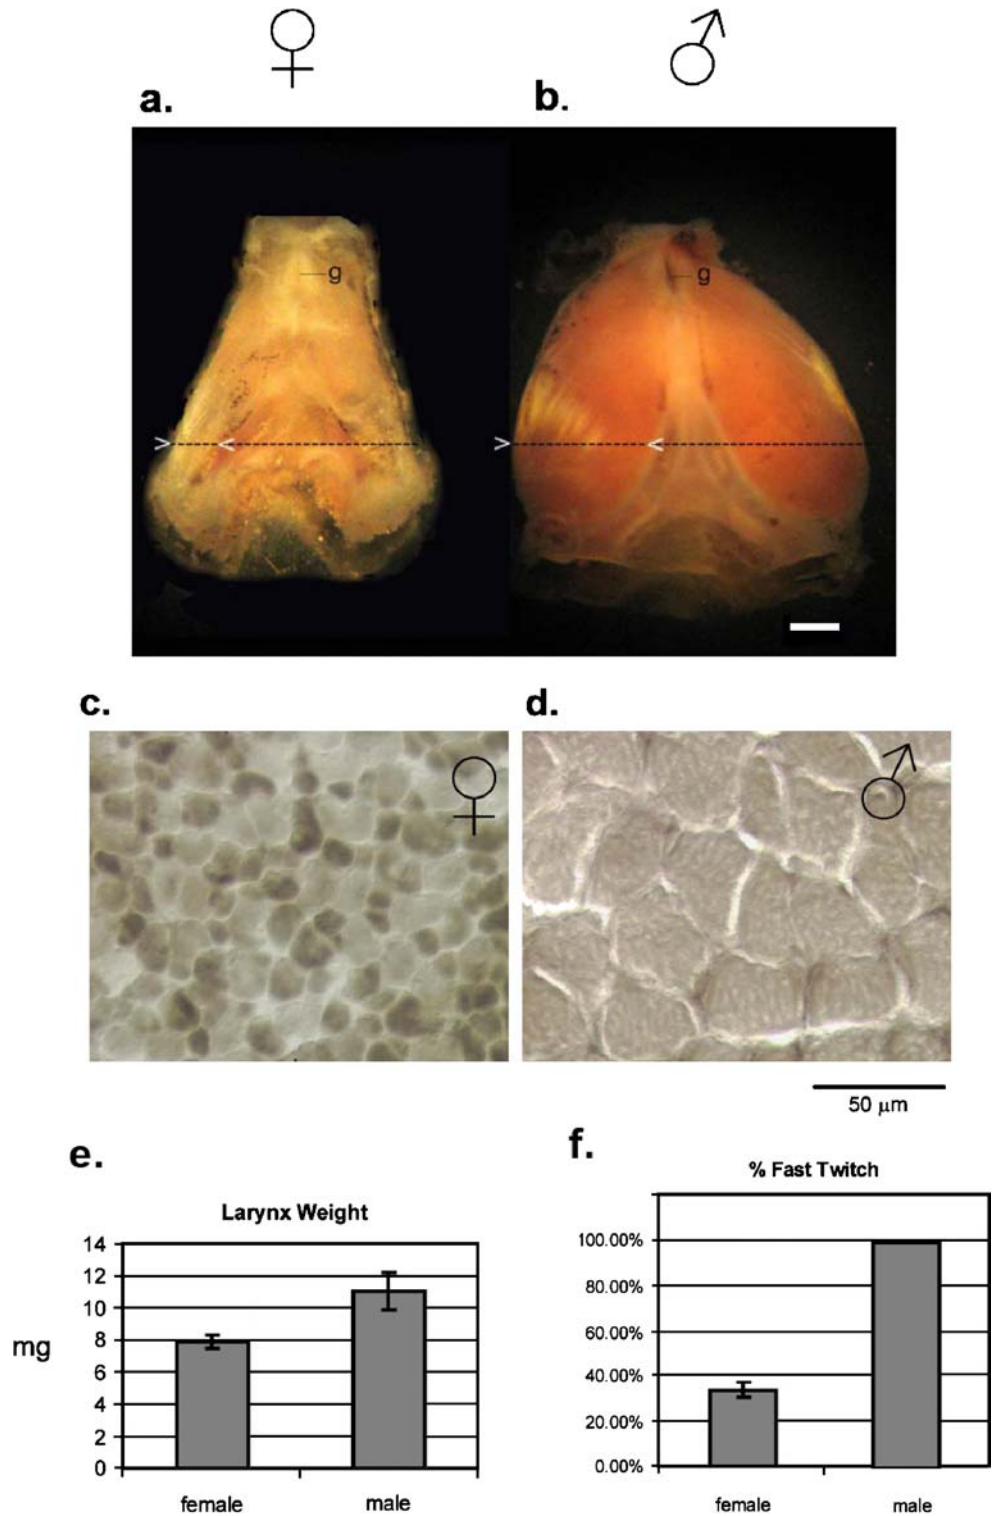 ♀ ♂
a. b.
g g
> < > <
c. d.
♀ ♂
50 μm
e. f.
Larynx Weight
14
12
10
8
6
4
2
0
mg
female male
% Fast Twitch
100.00%
80.00%
60.00%
40.00%
20.00%
0.00%
female male